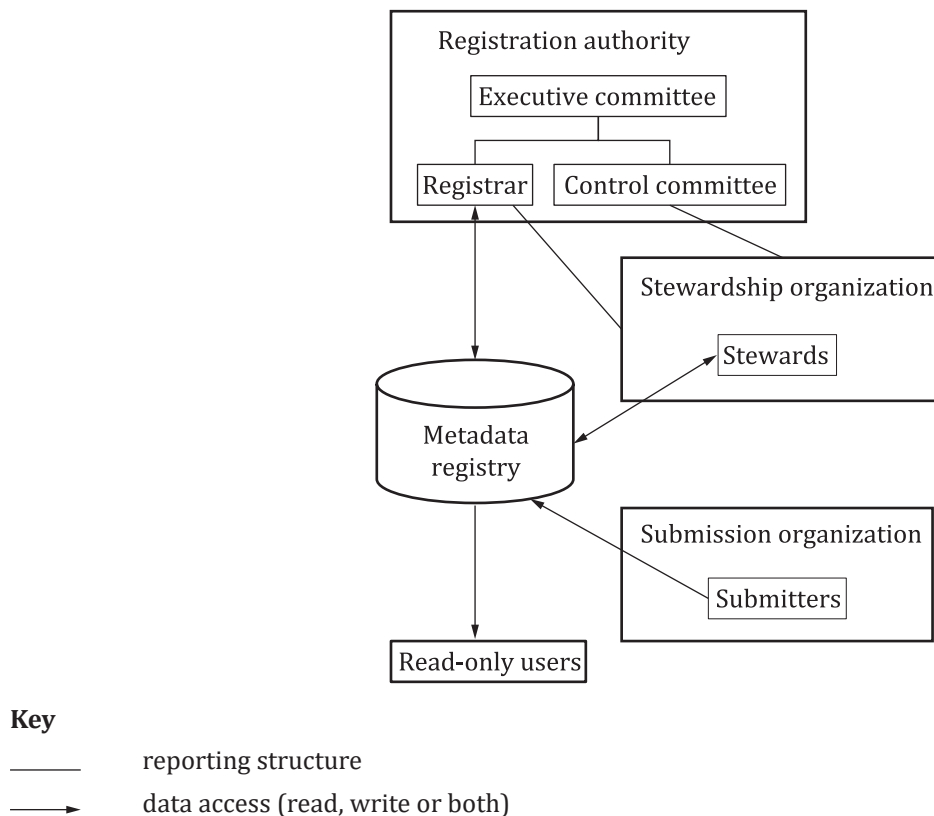 Registration authority
Executive committee
Registrar
Control committee
Stewardship organization
Stewards
Metadata
registry
Submission organization
Submitters
Read-only users
Key
reporting structure
data access (read, write or both)